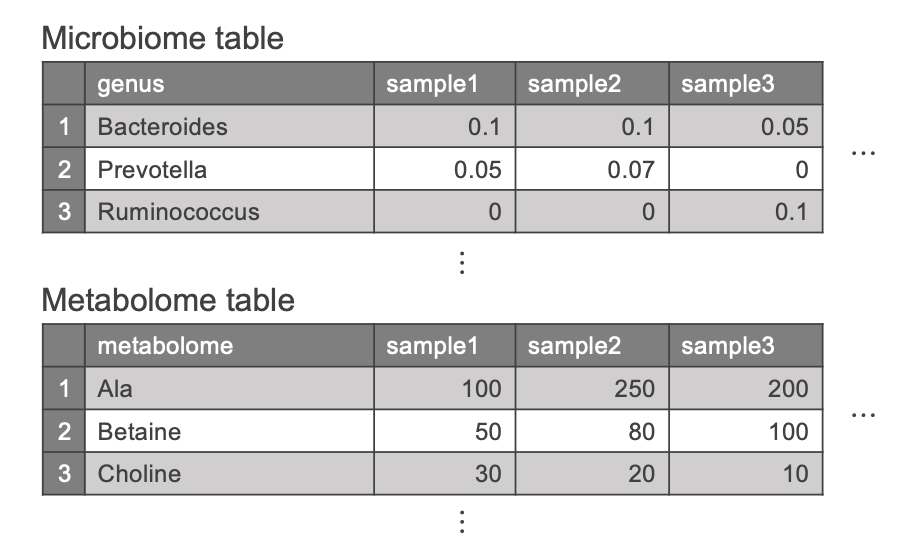 Microbiome table
genus sample1 sample2 sample3
1 Bacteroides 0.1 0.1 0.05
2 Prevotella 0.05 0.07 0
3 Ruminococcus 0 0 0.1
…
⋮
Metabolome table
metabolome sample1 sample2 sample3
1 Ala 100 250 200
2 Betaine 50 80 100
3 Choline 30 20 10
…
⋮